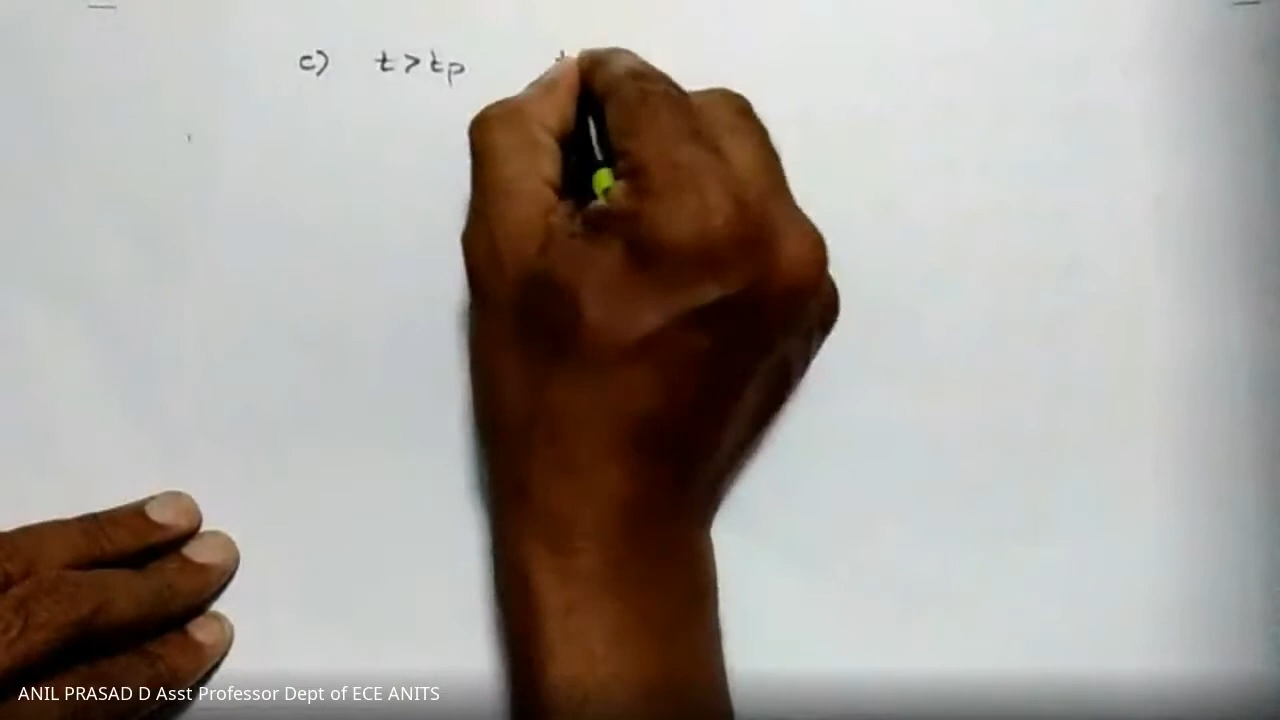 c) t > tp
ANIL PRASAD D Asst Professor Dept of ECE ANITS